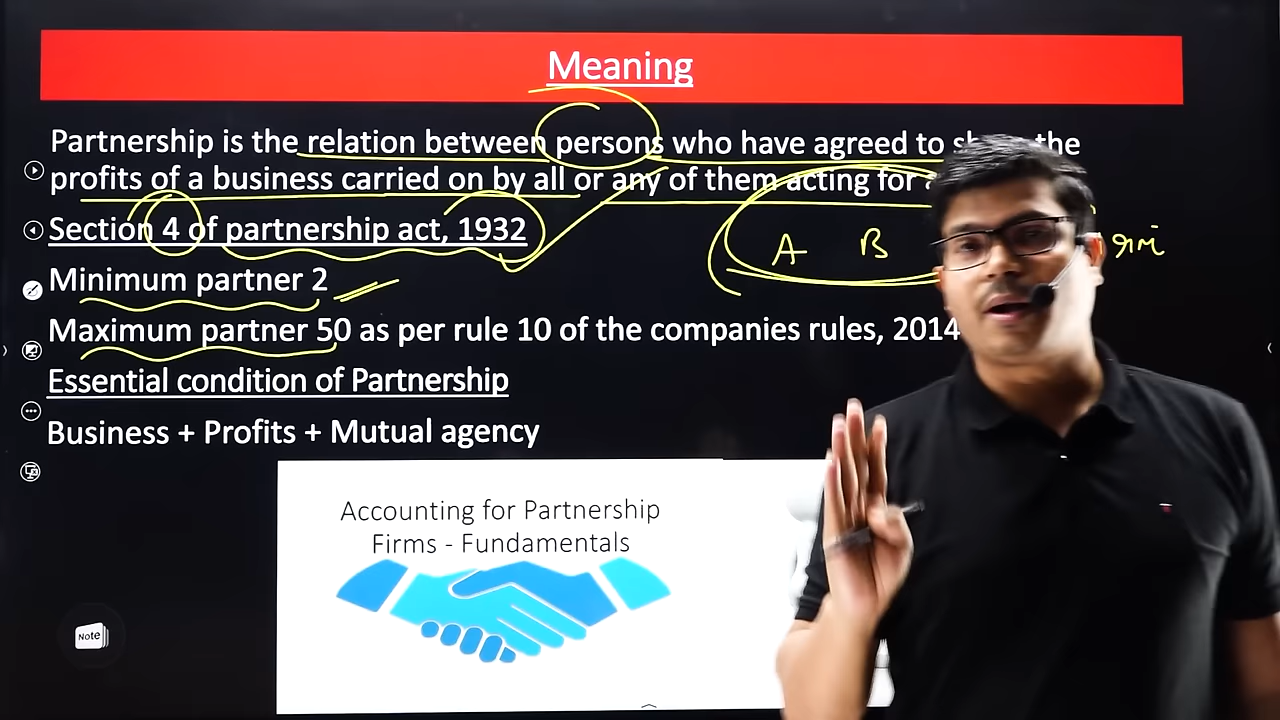 Meaning
Partnership is the relation between persons who have agreed to the
profits of a business carried on by all or any of them acting for
Section 4 of partnership act, 1932
A B
Minimum partner 2
Maximum partner 50 as per rule 10 of the companies rules, 2014
Essential condition of Partnership
Business + Profits + Mutual agency
Accounting for Partnership
Firms - Fundamentals
Note